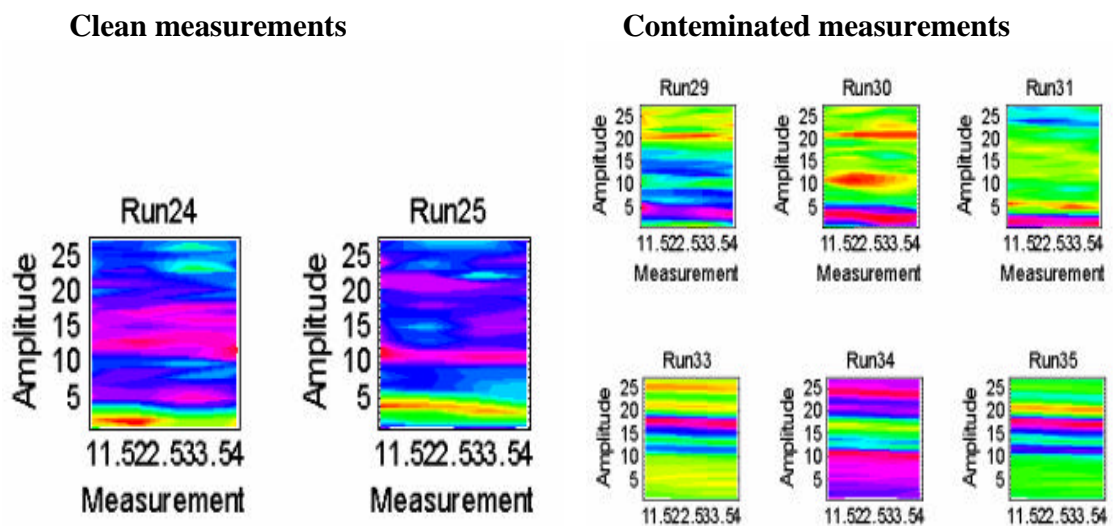 Clean measurements
Conteminated measurements
Run24
25
20
15
10
5
Amplitude
11.522.533.54
Measurement
Run25
25
20
15
10
5
Amplitude
11.522.533.54
Measurement
Run29
25
20
15
10
5
Amplitude
11.522.533.54
Measurement
Run30
25
20
15
10
5
Amplitude
11.522.533.54
Measurement
Run31
25
20
15
10
5
Amplitude
11.522.533.54
Measurement
Run33
25
20
15
10
5
Amplitude
11.522.533.54
Run34
25
20
15
10
5
Amplitude
11.522.533.54
Run35
25
20
15
10
5
Amplitude
11.522.533.54